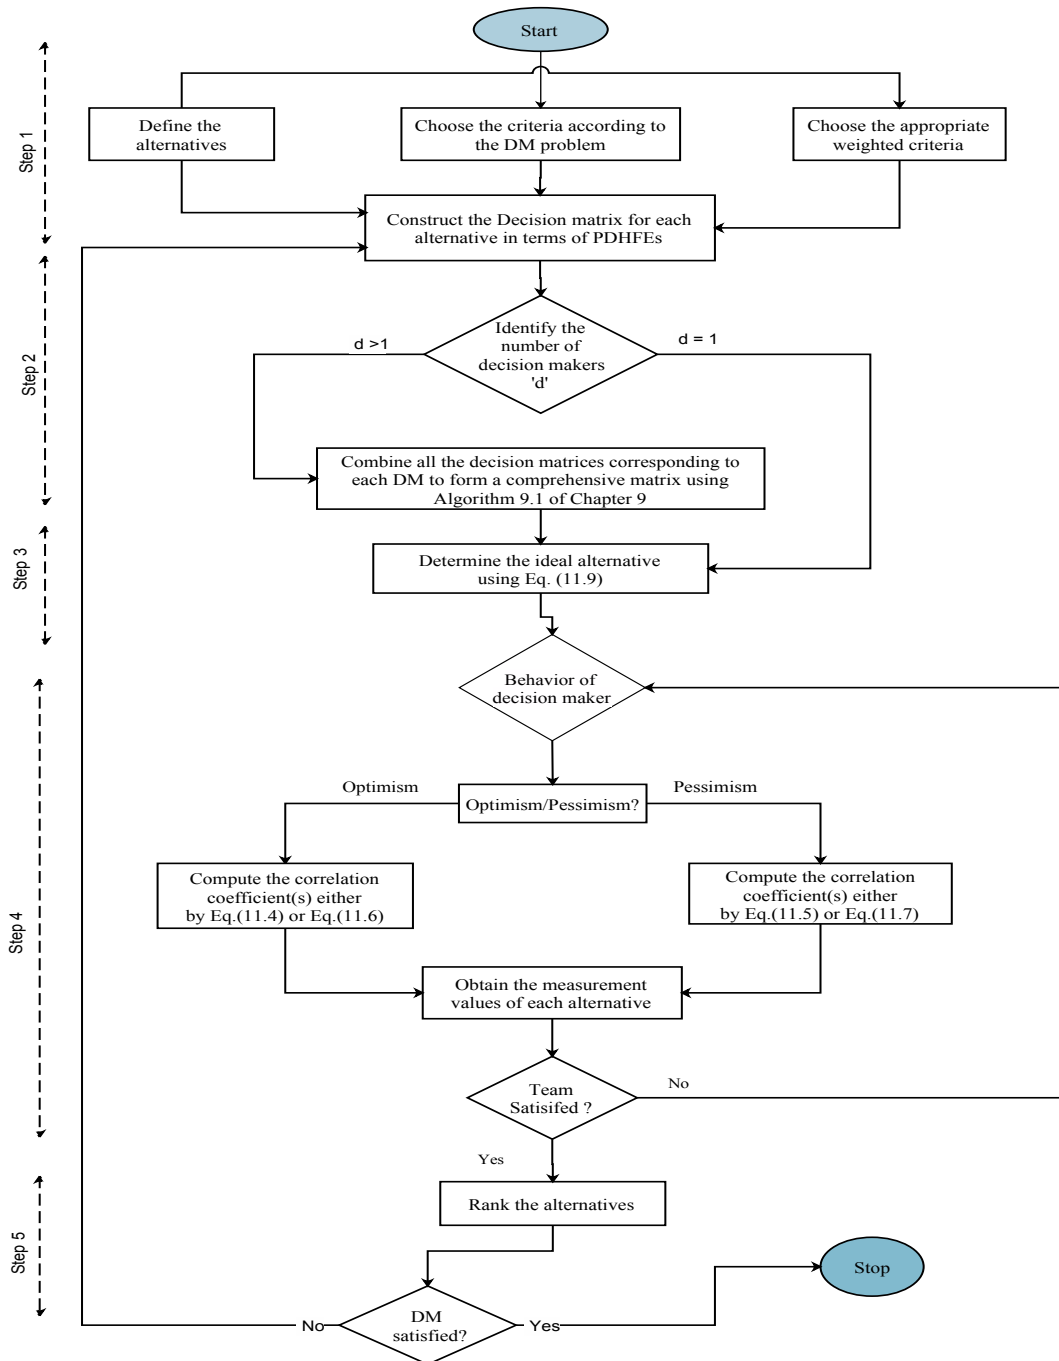 Start
Step 1
Define the
alternatives
Choose the criteria according to
the DM problem
Choose the appropriate
weighted criteria
Construct the Decision matrix for each
alternative in terms of PDHFEs
Step 2
Identify the
number of
decision makers
'd'
d >1
d = 1
Combine all the decision matrices corresponding to
each DM to form a comprehensive matrix using
Algorithm 9.1 of Chapter 9
Step 3
Determine the ideal alternative
using Eq. (11.9)
Behavior of
decision maker
Step 4
Optimism
Optimism/Pessimism?
Pessimism
Compute the correlation
coefficient(s) either
by Eq.(11.4) or Eq.(11.6)
Compute the correlation
coefficient(s) either
by Eq.(11.5) or Eq.(11.7)
Obtain the measurement
values of each alternative
Team
Satisifed ?
No
Yes
Step 5
Rank the alternatives
Stop
DM
satisfied?
No
Yes